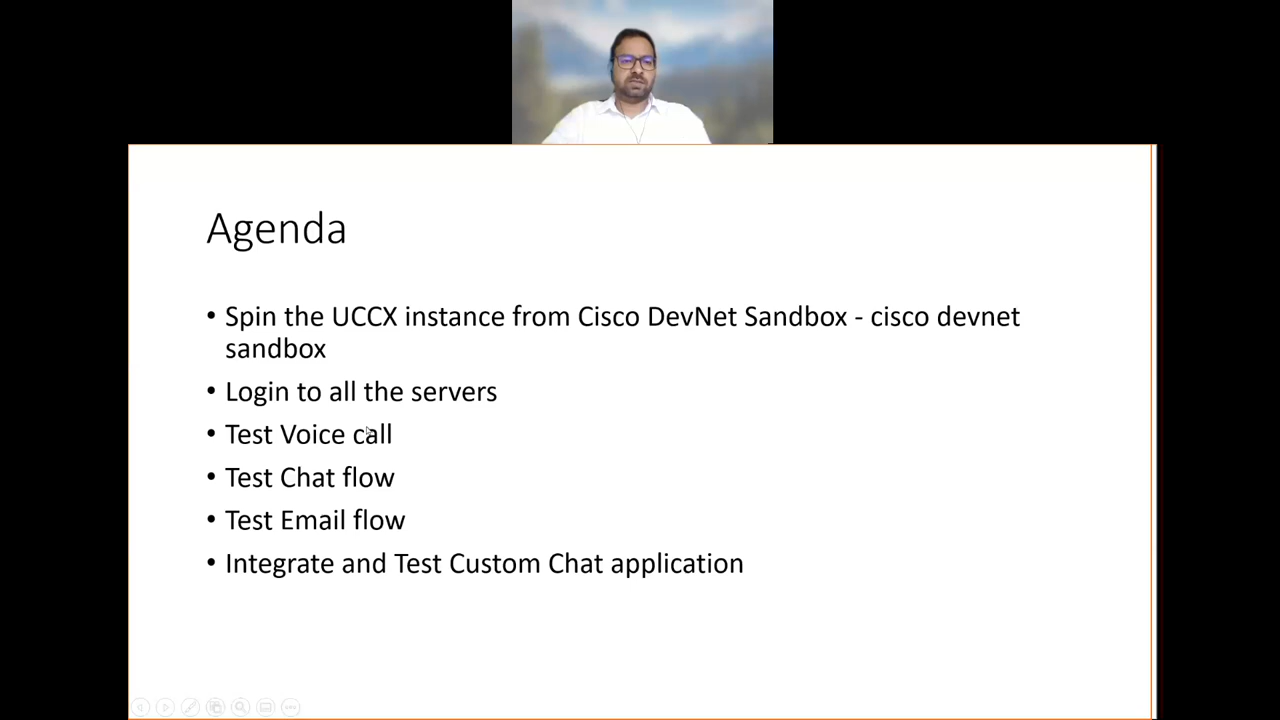 Agenda
• Spin the UCCX instance from Cisco DevNet Sandbox - cisco devnet
sandbox
• Login to all the servers
• Test Voice call
• Test Chat flow
• Test Email flow
• Integrate and Test Custom Chat application